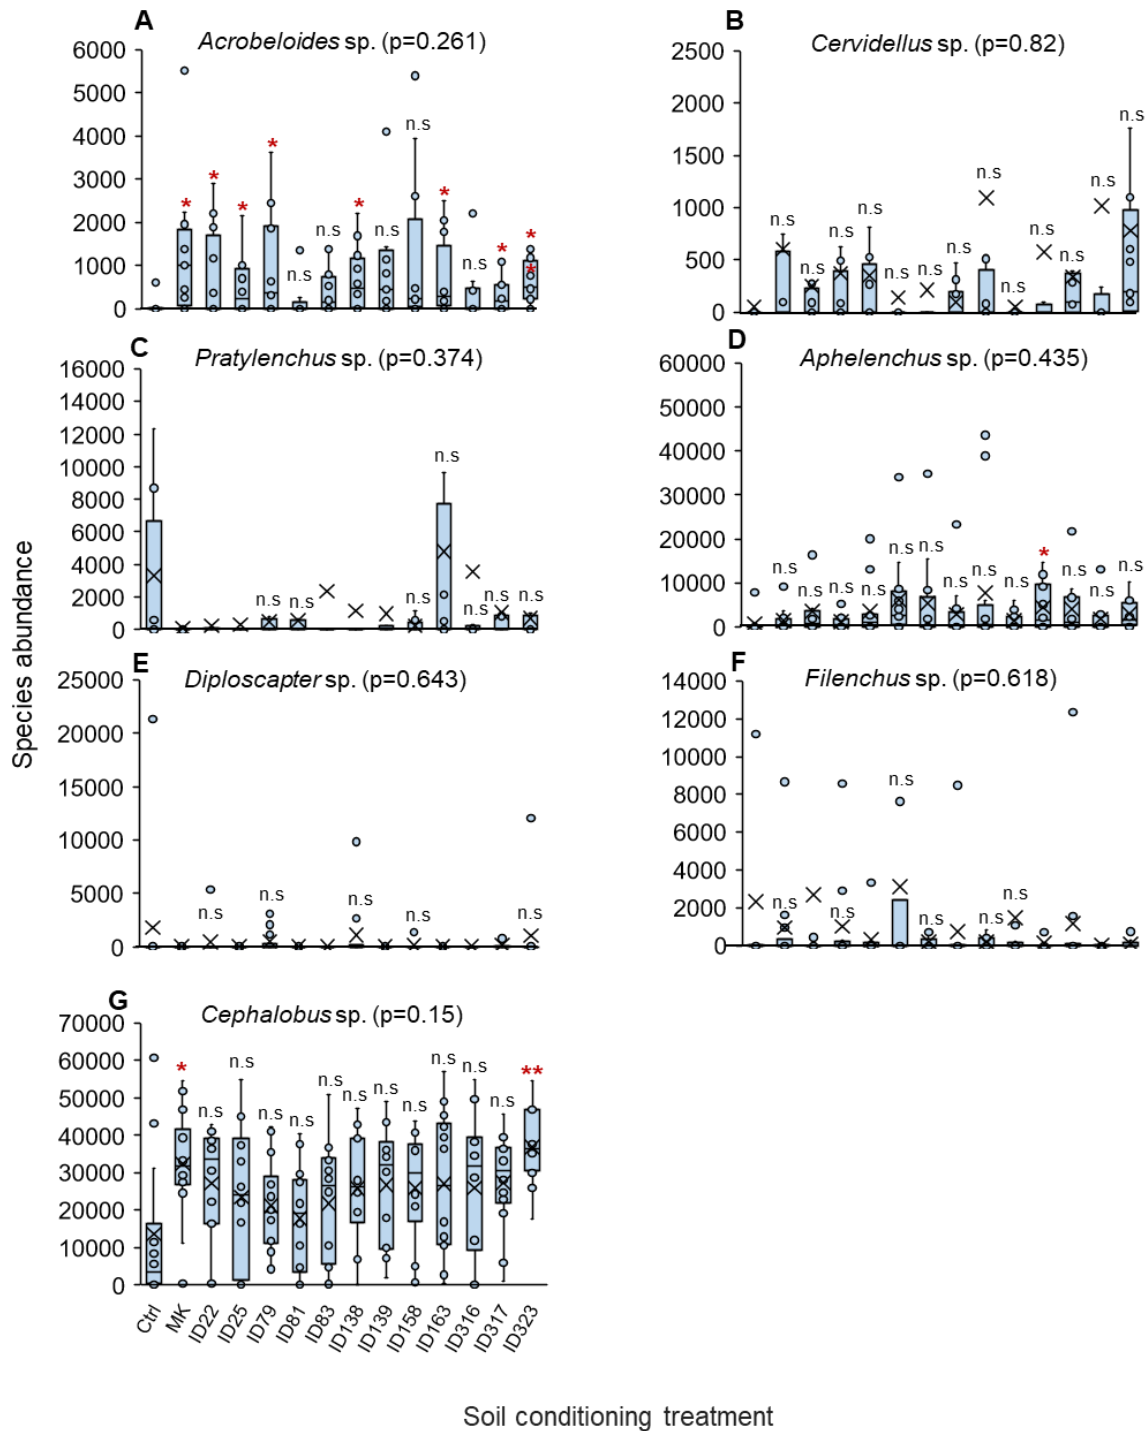 A
Acrobeloides sp. (p=0.261)
6000
5000
4000
3000
2000
1000
0
* * * * n.s n.s * n.s n.s * n.s * * *
B
Cervidellus sp. (p=0.82)
2500
2000
1500
1000
500
0
n.s n.s n.s n.s n.s n.s n.s n.s n.s n.s n.s n.s n.s
C
Pratylenchus sp. (p=0.374)
16000
14000
12000
10000
8000
6000
4000
2000
0
n.s n.s n.s n.s n.s n.s n.s
D
Aphelenchus sp. (p=0.435)
60000
50000
40000
30000
20000
10000
0
n.s n.s n.s n.s n.s n.s n.s n.s n.s * n.s n.s n.s
E
Diploscapter sp. (p=0.643)
25000
20000
15000
10000
5000
0
n.s n.s n.s n.s n.s
F
Filenchus sp. (p=0.618)
14000
12000
10000
8000
6000
4000
2000
0
n.s n.s n.s n.s n.s n.s
G
Cephalobus sp. (p=0.15)
70000
60000
50000
40000
30000
20000
10000
0
* n.s n.s n.s n.s n.s n.s n.s n.s n.s n.s n.s **
Ctrl MK ID22 ID25 ID79 ID81 ID83 ID138 ID139 ID158 ID163 ID316 ID317 ID323
Species abundance
Soil conditioning treatment